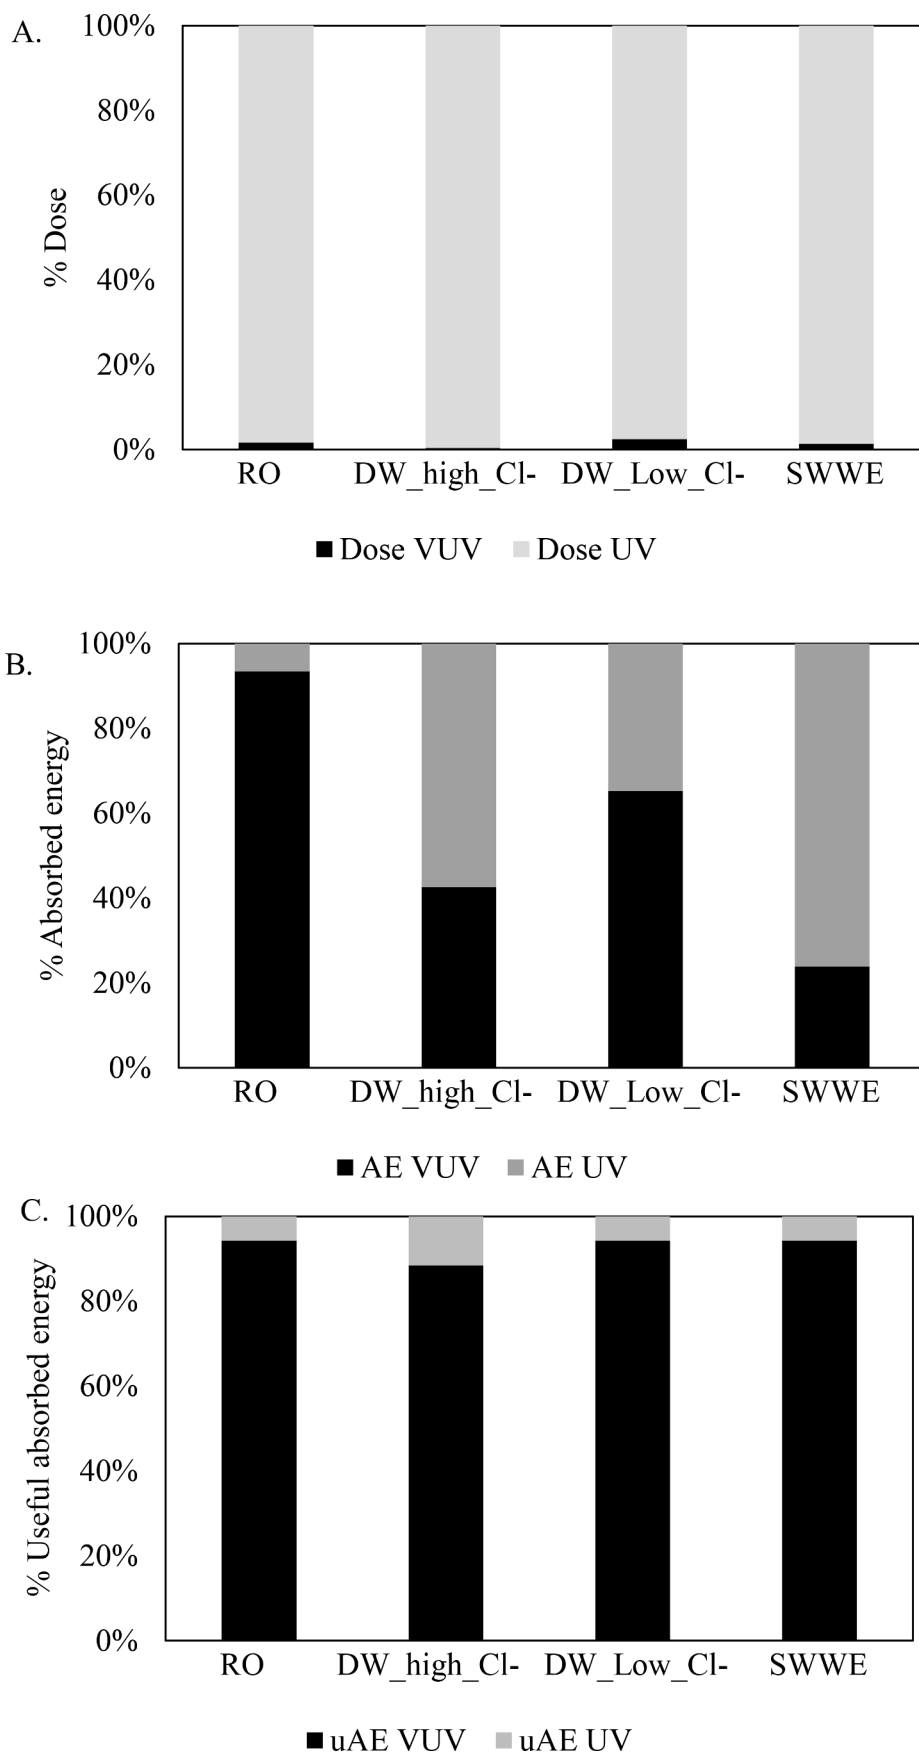 A.
% Dose
100%
80%
60%
40%
20%
0%
RO DW_high_Cl- DW_Low_Cl- SWWE
Dose VUV Dose UV
B.
% Absorbed energy
100%
80%
60%
40%
20%
0%
RO DW_high_Cl- DW_Low_Cl- SWWE
AE VUV AE UV
C.
% Useful absorbed energy
100%
80%
60%
40%
20%
0%
RO DW_high_Cl- DW_Low_Cl- SWWE
uAE VUV uAE UV